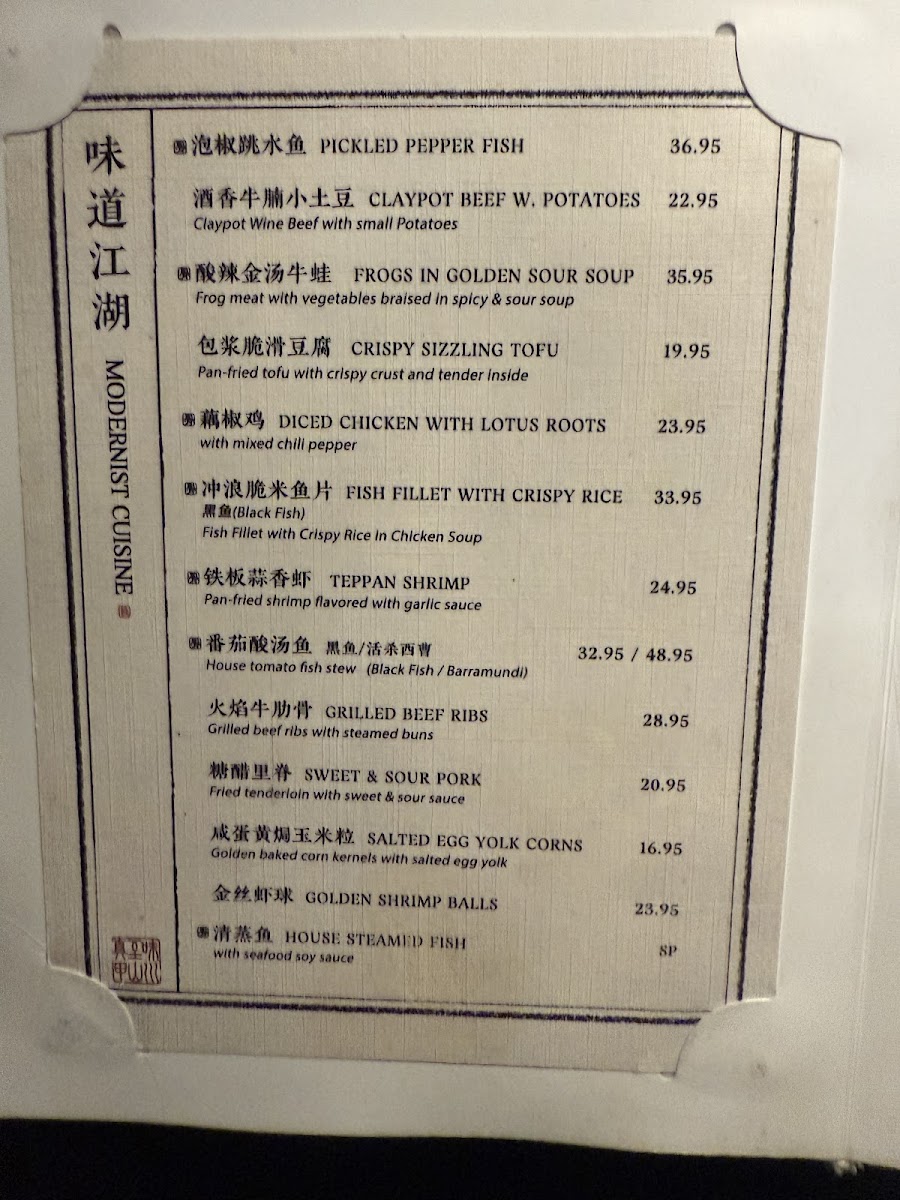 味道江湖
MODERNIST CUISINE
泡椒跳水鱼 PICKLED PEPPER FISH 36.95
酒香牛腩小土豆 CLAYPOT BEEF W. POTATOES 22.95
Claypot Wine Beef with small Potatoes
酸辣金汤牛蛙 FROGS IN GOLDEN SOUR SOUP 35.95
Frog meat with vegetables braised in spicy & sour soup
包浆脆滑豆腐 CRISPY SIZZLING TOFU 19.95
Pan-fried tofu with crispy crust and tender inside
藕椒鸡 DICED CHICKEN WITH LOTUS ROOTS 23.95
with mixed chili pepper
冲浪脆米鱼片 FISH FILLET WITH CRISPY RICE 33.95
黑鱼(Black Fish)
Fish Fillet with Crispy Rice in Chicken Soup
铁板蒜香虾 TEPPAN SHRIMP 24.95
Pan-fried shrimp flavored with garlic sauce
番茄酸汤鱼 黑鱼/活杀西曹 32.95 / 48.95
House tomato fish stew (Black Fish / Barramundi)
火焰牛肋骨 GRILLED BEEF RIBS 28.95
Grilled beef ribs with steamed buns
糖醋里脊 SWEET & SOUR PORK 20.95
Fried tenderloin with sweet & sour sauce
咸蛋黄焗玉米粒 SALTED EGG YOLK CORNS 16.95
Golden baked corn kernels with salted egg yolk
金丝虾球 GOLDEN SHRIMP BALLS 23.95
清蒸鱼 HOUSE STEAMED FISH SP
with seafood soy sauce